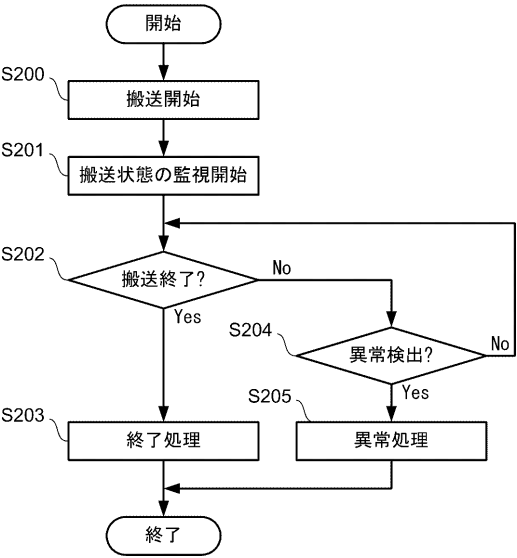 開始
S200
搬送開始
S201
搬送状態の監視開始
S202
搬送終了?
No
Yes
S204
異常検出?
No
Yes
S203
終了処理
S205
異常処理
終了